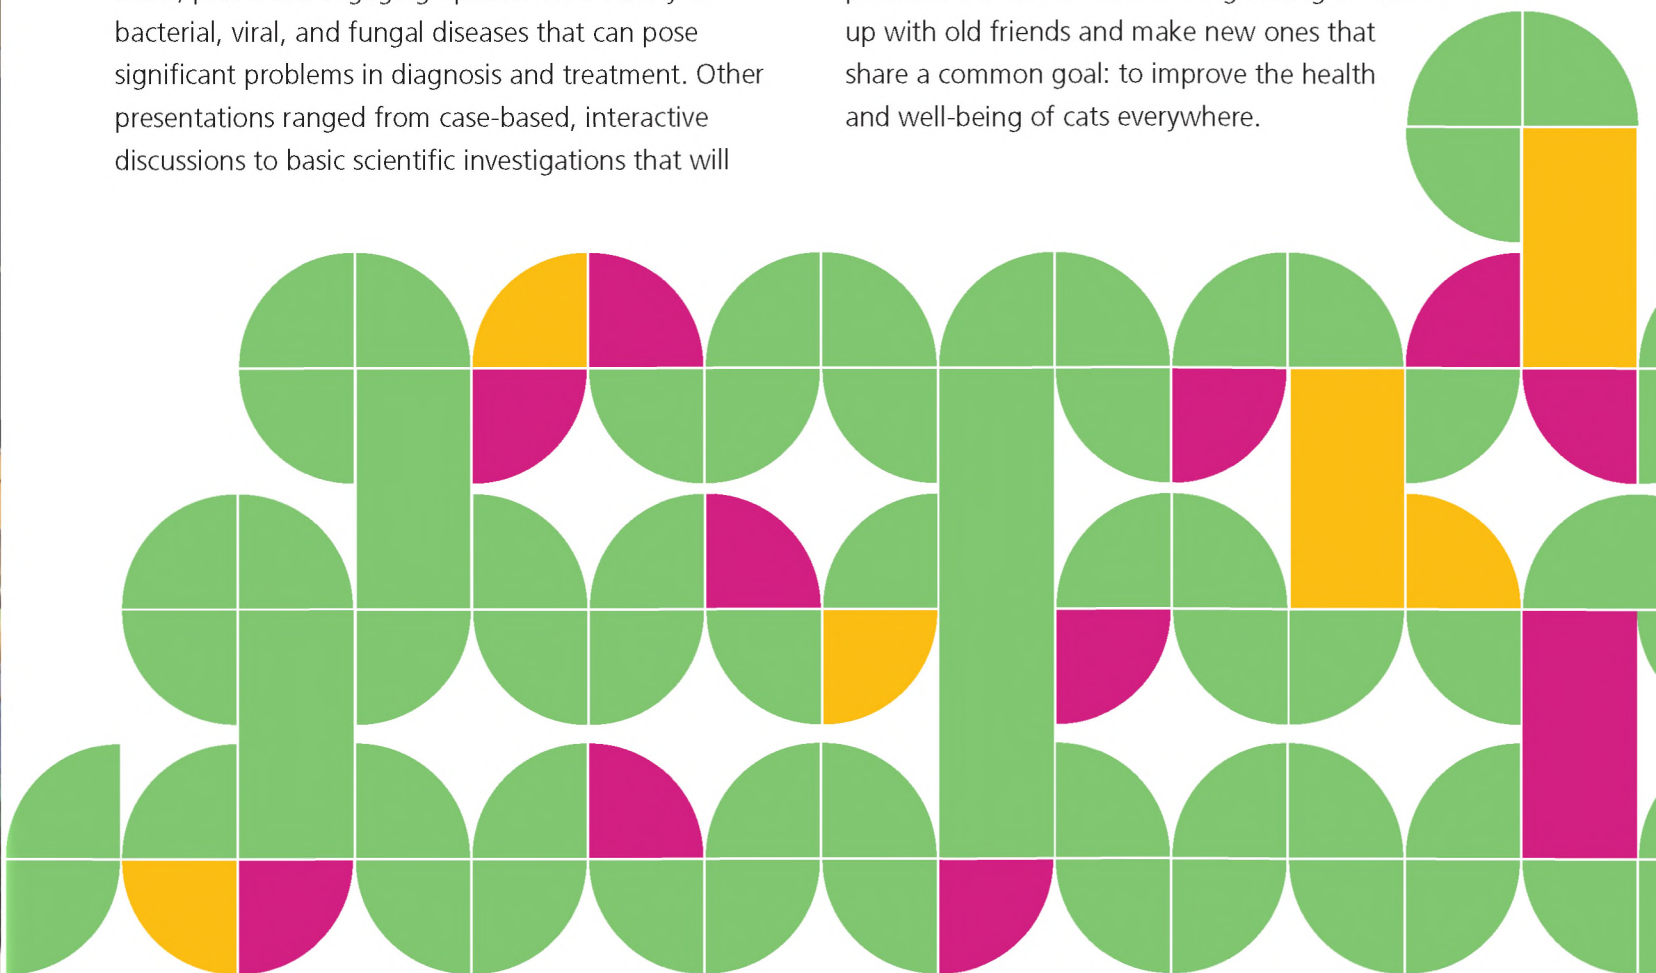 bacterial, viral, and fungal diseases that can pose
significant problems in diagnosis and treatment. Other
presentations ranged from case-based, interactive
discussions to basic scientific investigations that will
up with old friends and make new ones that
share a common goal: to improve the health
and well-being of cats everywhere.